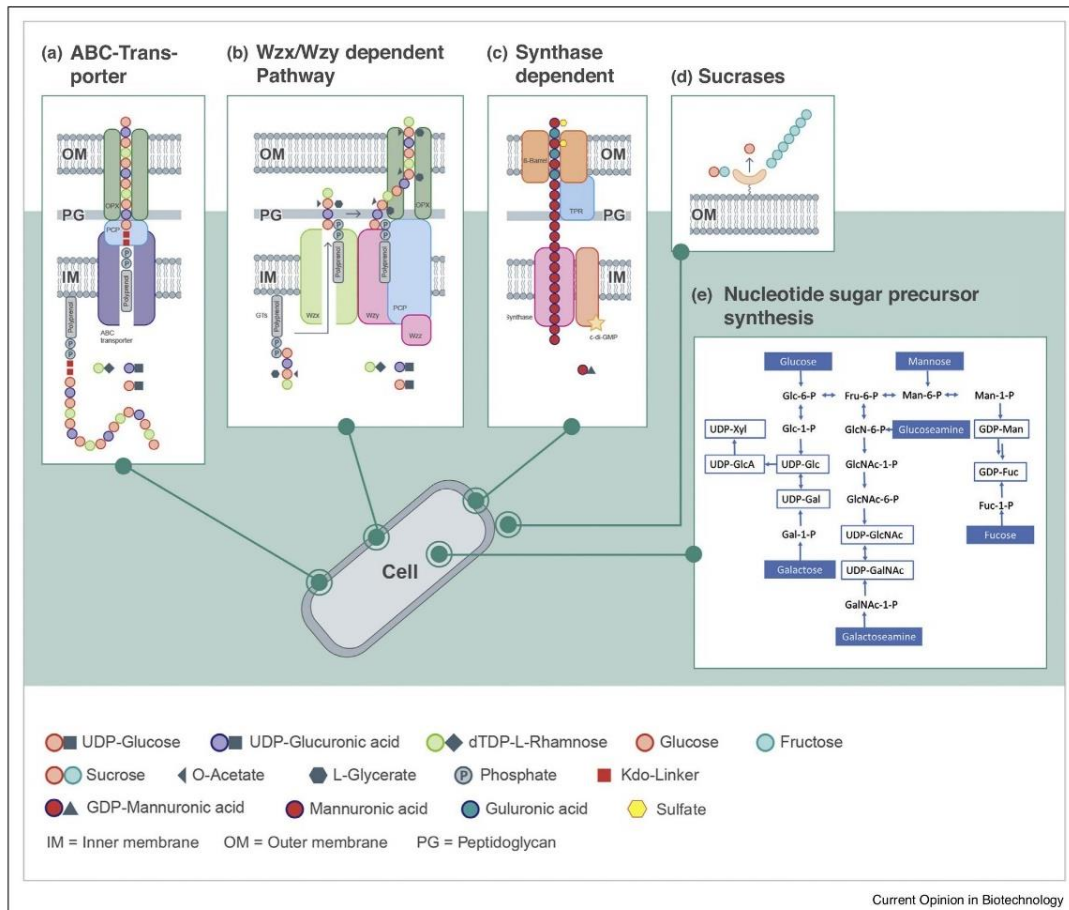 (a) ABC-Trans-
porter
OM
OPX
PG
PCP
P
P
IM
Polyprenol
Polyprenol
ABC
transporter
P
P
(b) Wzx/Wzy dependent
Pathway
OM
PG
OPX
P
P
P
P
Polyprenol
Polyprenol
IM
GTs
Polyprenol
Wzx
Wzy
PCP
Wzz
P
P
(c) Synthase
dependent
ß-Barrel
OM
TPR
PG
IM
Synthase
c-di-GMP
(d) Sucrases
OM
(e) Nucleotide sugar precursor
synthesis
Glucose
Mannose
Glc-6-P
Fru-6-P
Man-6-P
Man-1-P
UDP-Xyl
Glc-1-P
GlcN-6-P
Glucoseamine
GDP-Man
UDP-GlcA
UDP-Glc
GlcNAc-1-P
GDP-Fuc
UDP-Gal
GlcNAc-6-P
Fuc-1-P
Gal-1-P
UDP-GlcNAc
Fucose
Galactose
UDP-GalNAc
GalNAc-1-P
Galactoseamine
Cell
UDP-Glucose
UDP-Glucuronic acid
dTDP-L-Rhamnose
Glucose
Fructose
Sucrose
O-Acetate
L-Glycerate
P Phosphate
Kdo-Linker
GDP-Mannuronic acid
Mannuronic acid
Guluronic acid
Sulfate
IM = Inner membrane
OM = Outer membrane
PG = Peptidoglycan
Current Opinion in Biotechnology